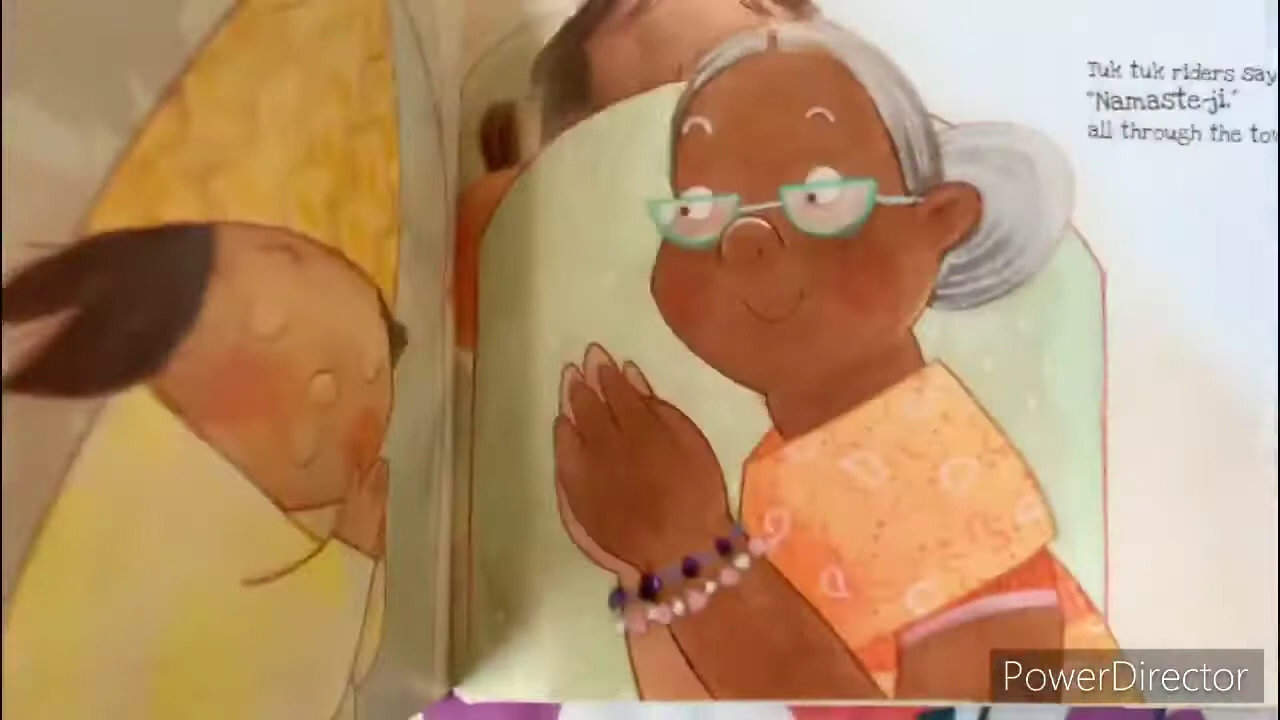 Tuk tuk riders say
"Namaste-ji,"
all through the
PowerDirector